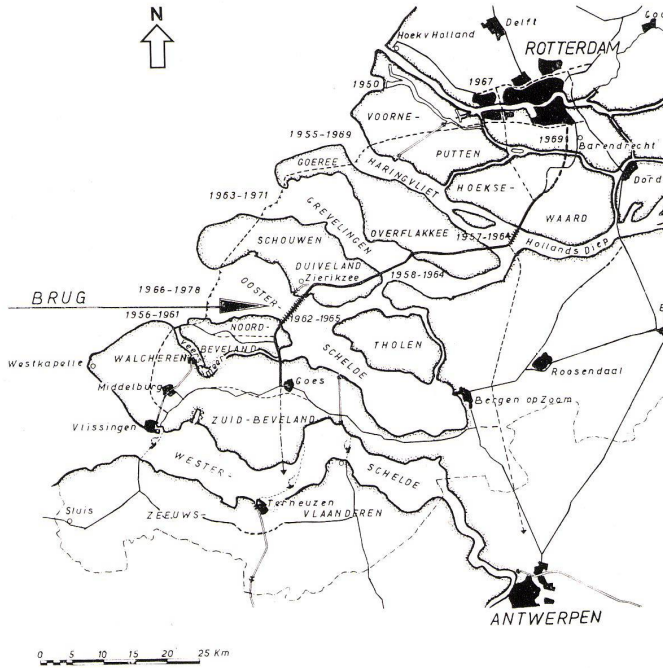 N
Delft
Hoek v Holland
ROTTERDAM
1950
1967
VOORNE-
1955-1989
1969
Barendrecht
GOEREE
PUTTEN
HARINGVLIET
HOEKSE-
Dord
1963-1971
GREVELINGEN
WAARD
OVERFLAKKEE
1957-1964
SCHOUWEN
Hollands Diep
DUIVELAND
Zierikzee
1958-1964
1966-1978
OOSTER-
BRUG
1956-1961
NOORD-
1962-1965
BEVELAND
THOLEN
WALCHEREN
SCHELDE
Westkapelle
Roosendaal
Middelburg
Goes
Bergen op Zoom
Vlissingen
ZUID-BEVELAND
WESTER-
SCHELDE
Sluis
Terneuzen
ZEEUWS-
VLAANDEREN
ANTWERPEN
0 5 10 15 20 25 Km